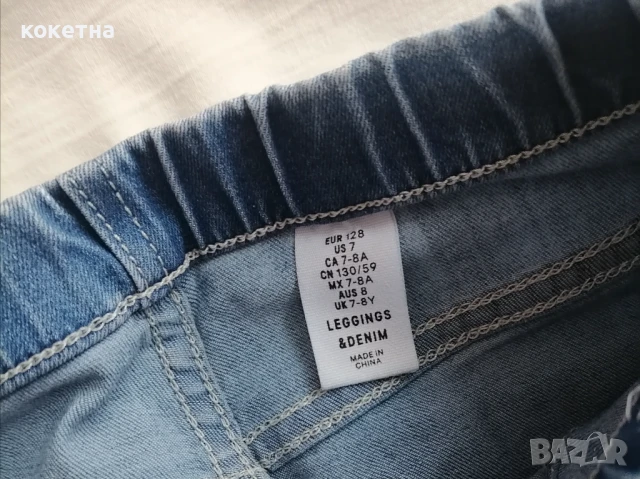 кокетна
EUR 128
US 7
CA 7-8A
CN 130/59
MX 7-8A
AUS 8
UK 7-8Y
LEGGINGS
&DENIM
MADE IN
CHINA
BAZAR